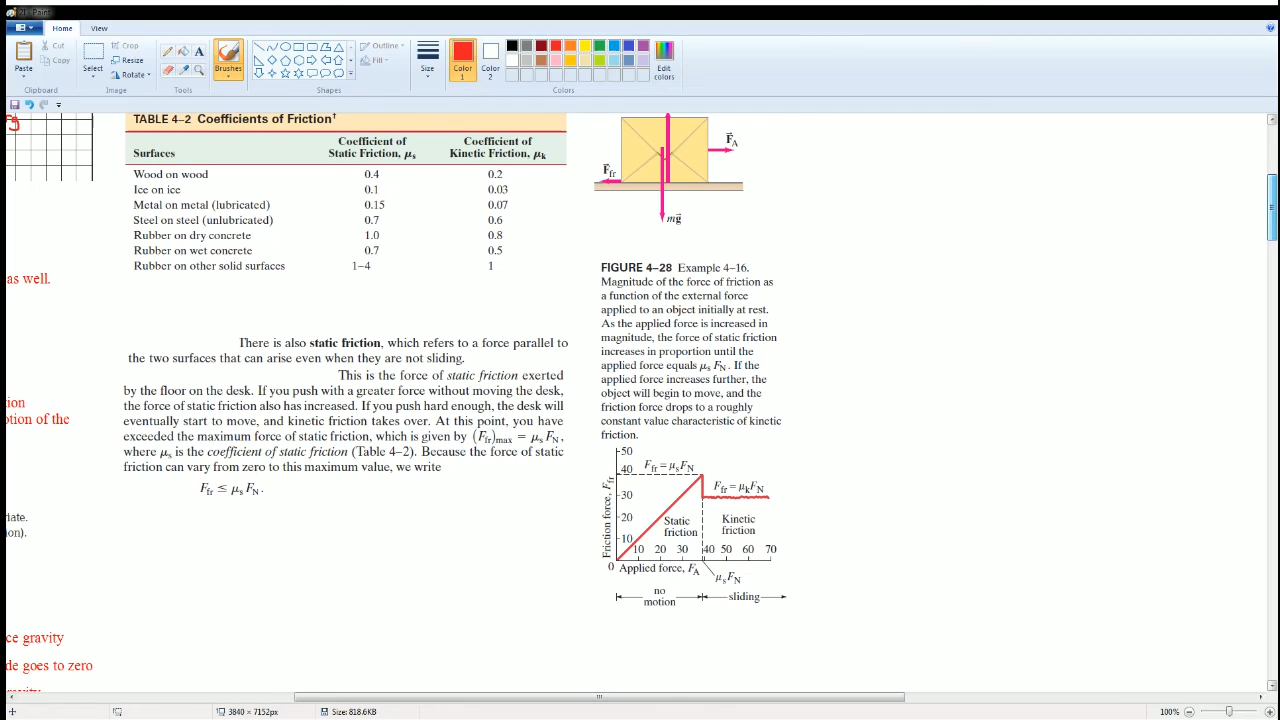 21 - Paint
Home
View
Paste
Cut
Copy
Clipboard
Select
Crop
Resize
Rotate
Image
Tools
Brushes
Outline
Fill
Shapes
Size
Color
1
Color
2
Edit
colors
Colors
as well.
TABLE 4–2 Coefficients of Friction†
Surfaces
Coefficient of
Static Friction, μs
Coefficient of
Kinetic Friction, μk
Wood on wood 0.4 0.2
Ice on ice 0.1 0.03
Metal on metal (lubricated) 0.15 0.07
Steel on steel (unlubricated) 0.7 0.6
Rubber on dry concrete 1.0 0.8
Rubber on wet concrete 0.7 0.5
Rubber on other solid surfaces 1–4 1
There is also static friction, which refers to a force parallel to
the two surfaces that can arise even when they are not sliding.
This is the force of static friction exerted
by the floor on the desk. If you push with a greater force without moving the desk,
the force of static friction also has increased. If you push hard enough, the desk will
eventually start to move, and kinetic friction takes over. At this point, you have
exceeded the maximum force of static friction, which is given by (Ffr)max = μs FN,
where μs is the coefficient of static friction (Table 4–2). Because the force of static
friction can vary from zero to this maximum value, we write
Ffr ≤ μs FN.
tion
otion of the
iate.
on).
ce gravity
de goes to zero
F⃗A
F⃗fr
mg⃗
FIGURE 4–28 Example 4–16.
Magnitude of the force of friction as
a function of the external force
applied to an object initially at rest.
As the applied force is increased in
magnitude, the force of static friction
increases in proportion until the
applied force equals μs FN. If the
applied force increases further, the
object will begin to move, and the
friction force drops to a roughly
constant value characteristic of kinetic
friction.
50
40
30
20
10
0
Friction force, Ffr
Ffr = μsFN
Ffr = μkFN
Static
friction
Kinetic
friction
10 20 30 40 50 60 70
Applied force, FA
μsFN
no
motion
sliding
3840 × 7152px
Size: 818.6KB
100%